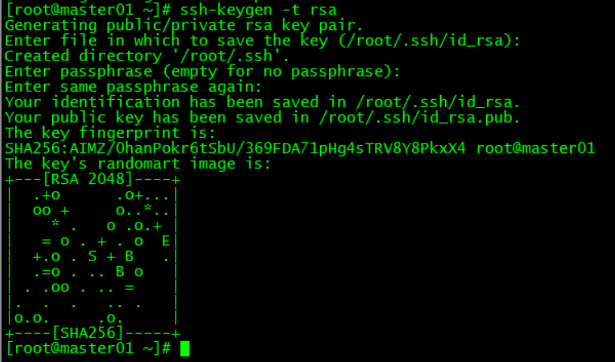 [root@master01 ~]# ssh-keygen -t rsa
Generating public/private rsa key pair.
Enter file in which to save the key (/root/.ssh/id_rsa):
Created directory '/root/.ssh'.
Enter passphrase (empty for no passphrase):
Enter same passphrase again:
Your identification has been saved in /root/.ssh/id_rsa.
Your public key has been saved in /root/.ssh/id_rsa.pub.
The key fingerprint is:
SHA256:AIMZ/OhanPokr6tSbU/369FDA71pHg4sTRV8Y8PkxX4 root@master01
The key's randomart image is:
+---[RSA 2048]----+
|  .+o      .o+...|
|  oo +     o..*..|
|    * .   o .o.+ |
|   = o . + . o  E|
|  +.o . S + B   .|
|  .=o . .. B o   |
| . .oo . .. =    |
|.  .  .   .. .   |
|o.o.     .o.     |
+----[SHA256]-----+
[root@master01 ~]#